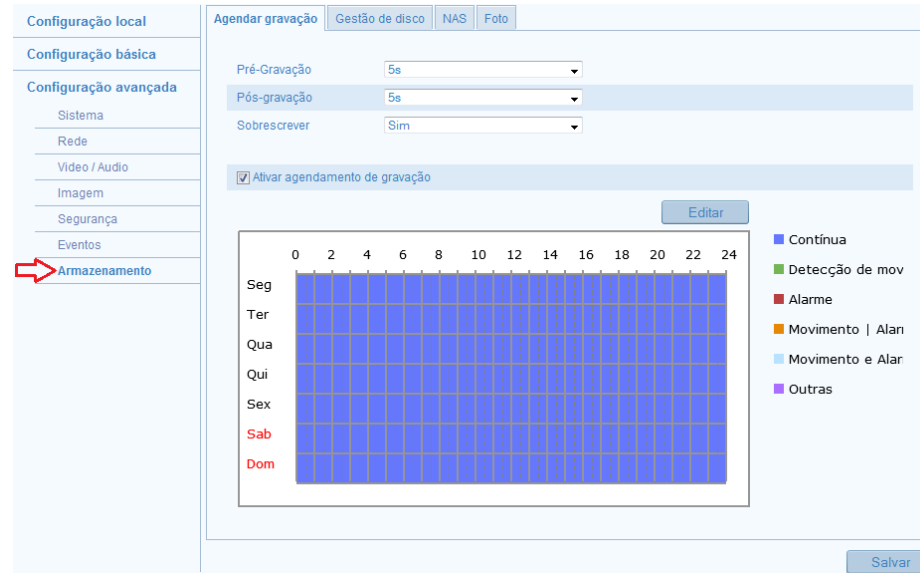 Configuração local
Configuração básica
Configuração avançada
Sistema
Rede
Video / Audio
Imagem
Segurança
Eventos
Armazenamento
Agendar gravação Gestão de disco NAS Foto
Pré-Gravação 5s
Pós-gravação 5s
Sobrescrever Sim
Ativar agendamento de gravação
Editar
0 2 4 6 8 10 12 14 16 18 20 22 24
Seg
Ter
Qua
Qui
Sex
Sab
Dom
Contínua
Detecção de mov
Alarme
Movimento | Alar
Movimento e Alar
Outras
Salvar